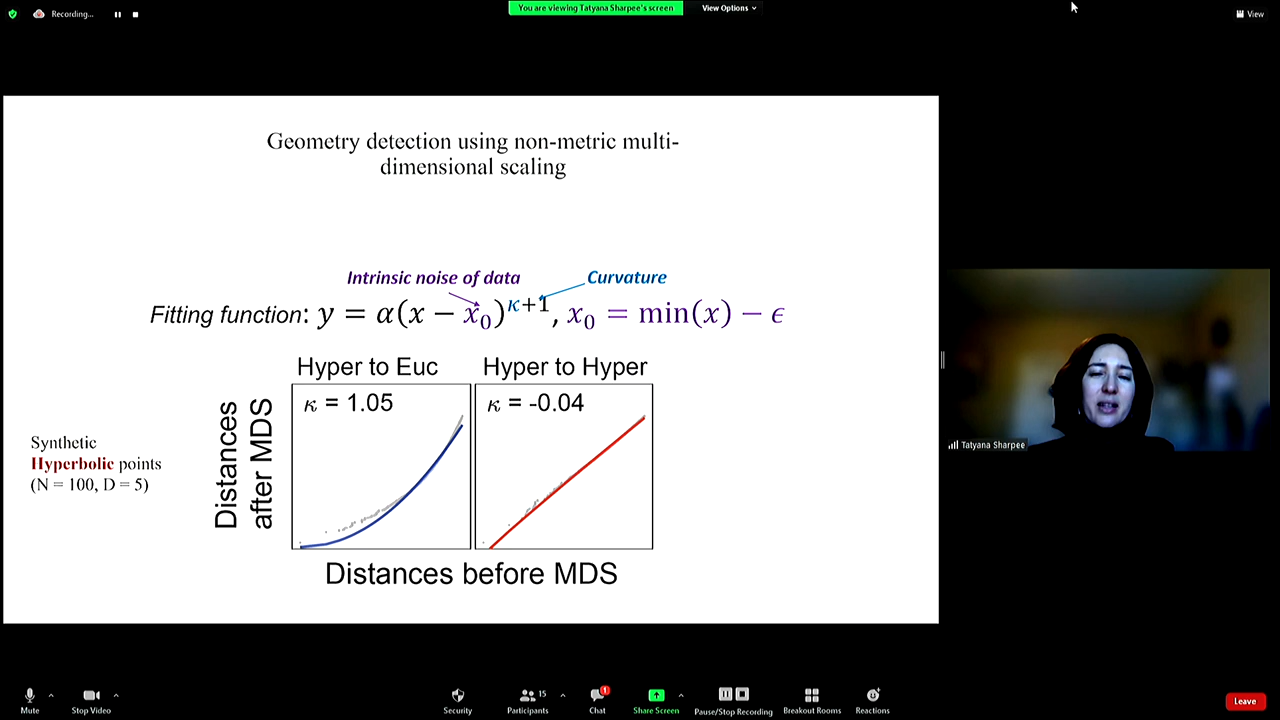 Recording...
You are viewing Tatyana Sharpee's screen
View Options
View
Geometry detection using non-metric multi-
dimensional scaling
Intrinsic noise of data
Curvature
Fitting function: y = α(x − x₀)^κ+1, x₀ = min(x) − ϵ
Hyper to Euc
Hyper to Hyper
κ = 1.05
κ = -0.04
Distances
after MDS
Synthetic
Hyperbolic points
(N = 100, D = 5)
Distances before MDS
Tatyana Sharpee
Mute
Stop Video
Security
15
Participants
1
Chat
Share Screen
Pause/Stop Recording
Breakout Rooms
Reactions
Leave